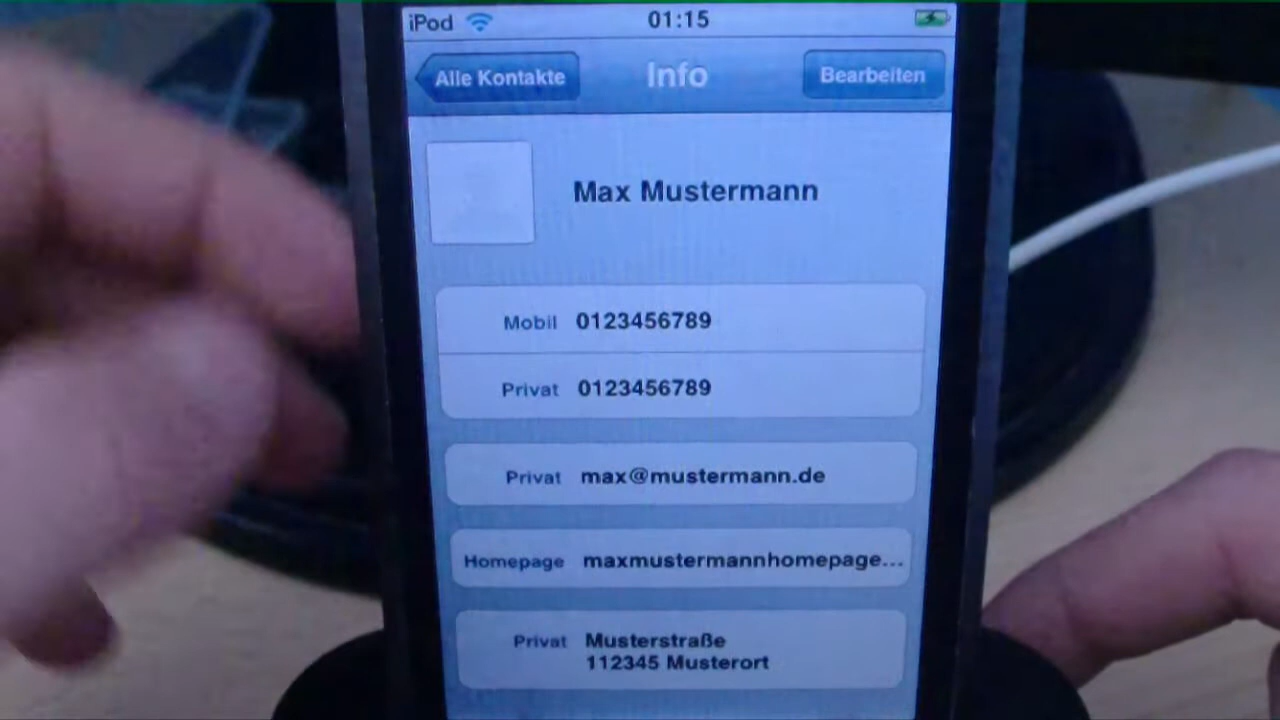 iPod 01:15
Alle Kontakte Info Bearbeiten
Max Mustermann
Mobil 0123456789
Privat 0123456789
Privat max@mustermann.de
Homepage maxmustermannhomepage...
Privat Musterstraße
112345 Musterort